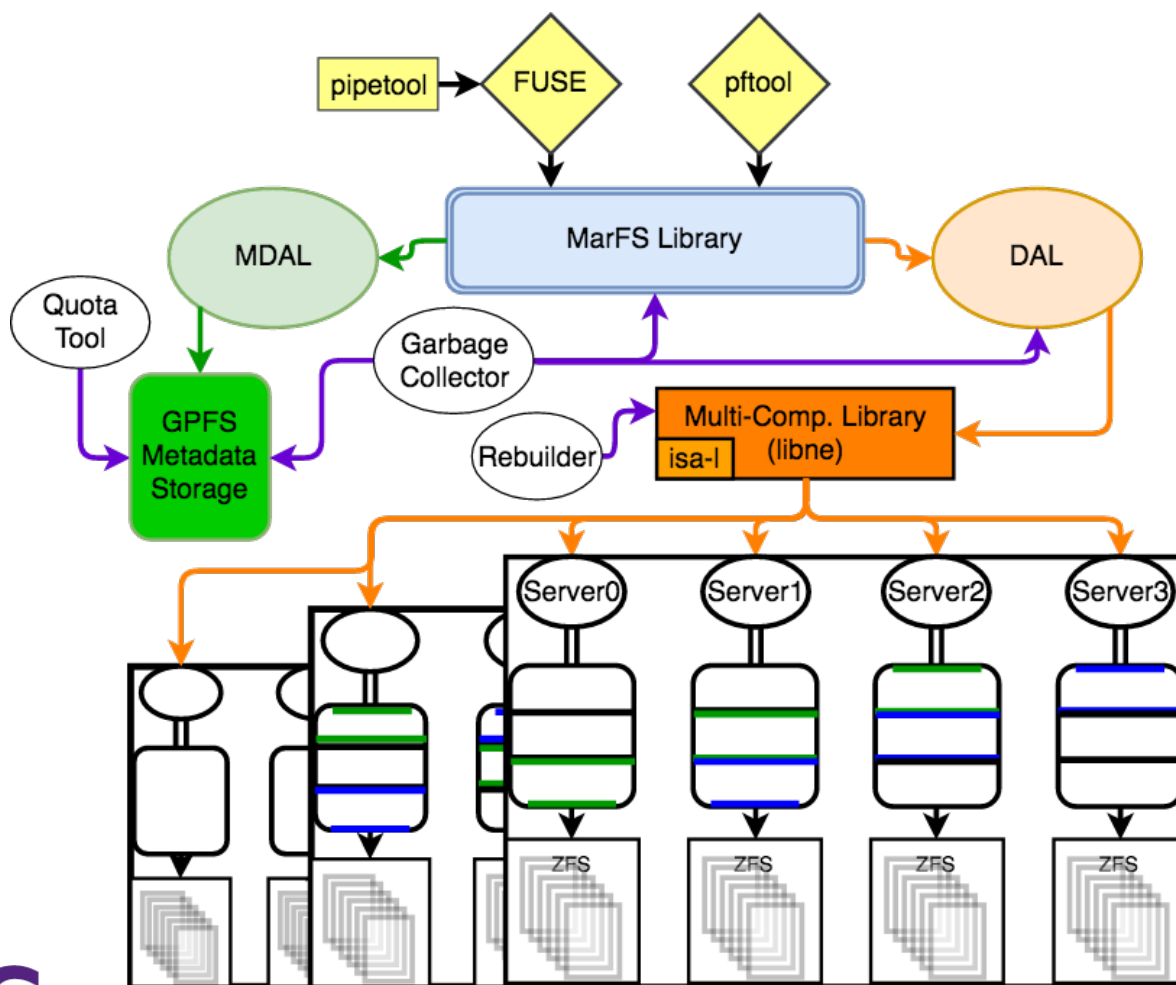 pipetool
FUSE
pftool
MDAL
MarFS Library
DAL
Quota
Tool
Garbage
Collector
GPFS
Metadata
Storage
Rebuilder
Multi-Comp. Library
(libne)
isa-l
Server0
Server1
Server2
Server3
ZFS
ZFS
ZFS
ZFS